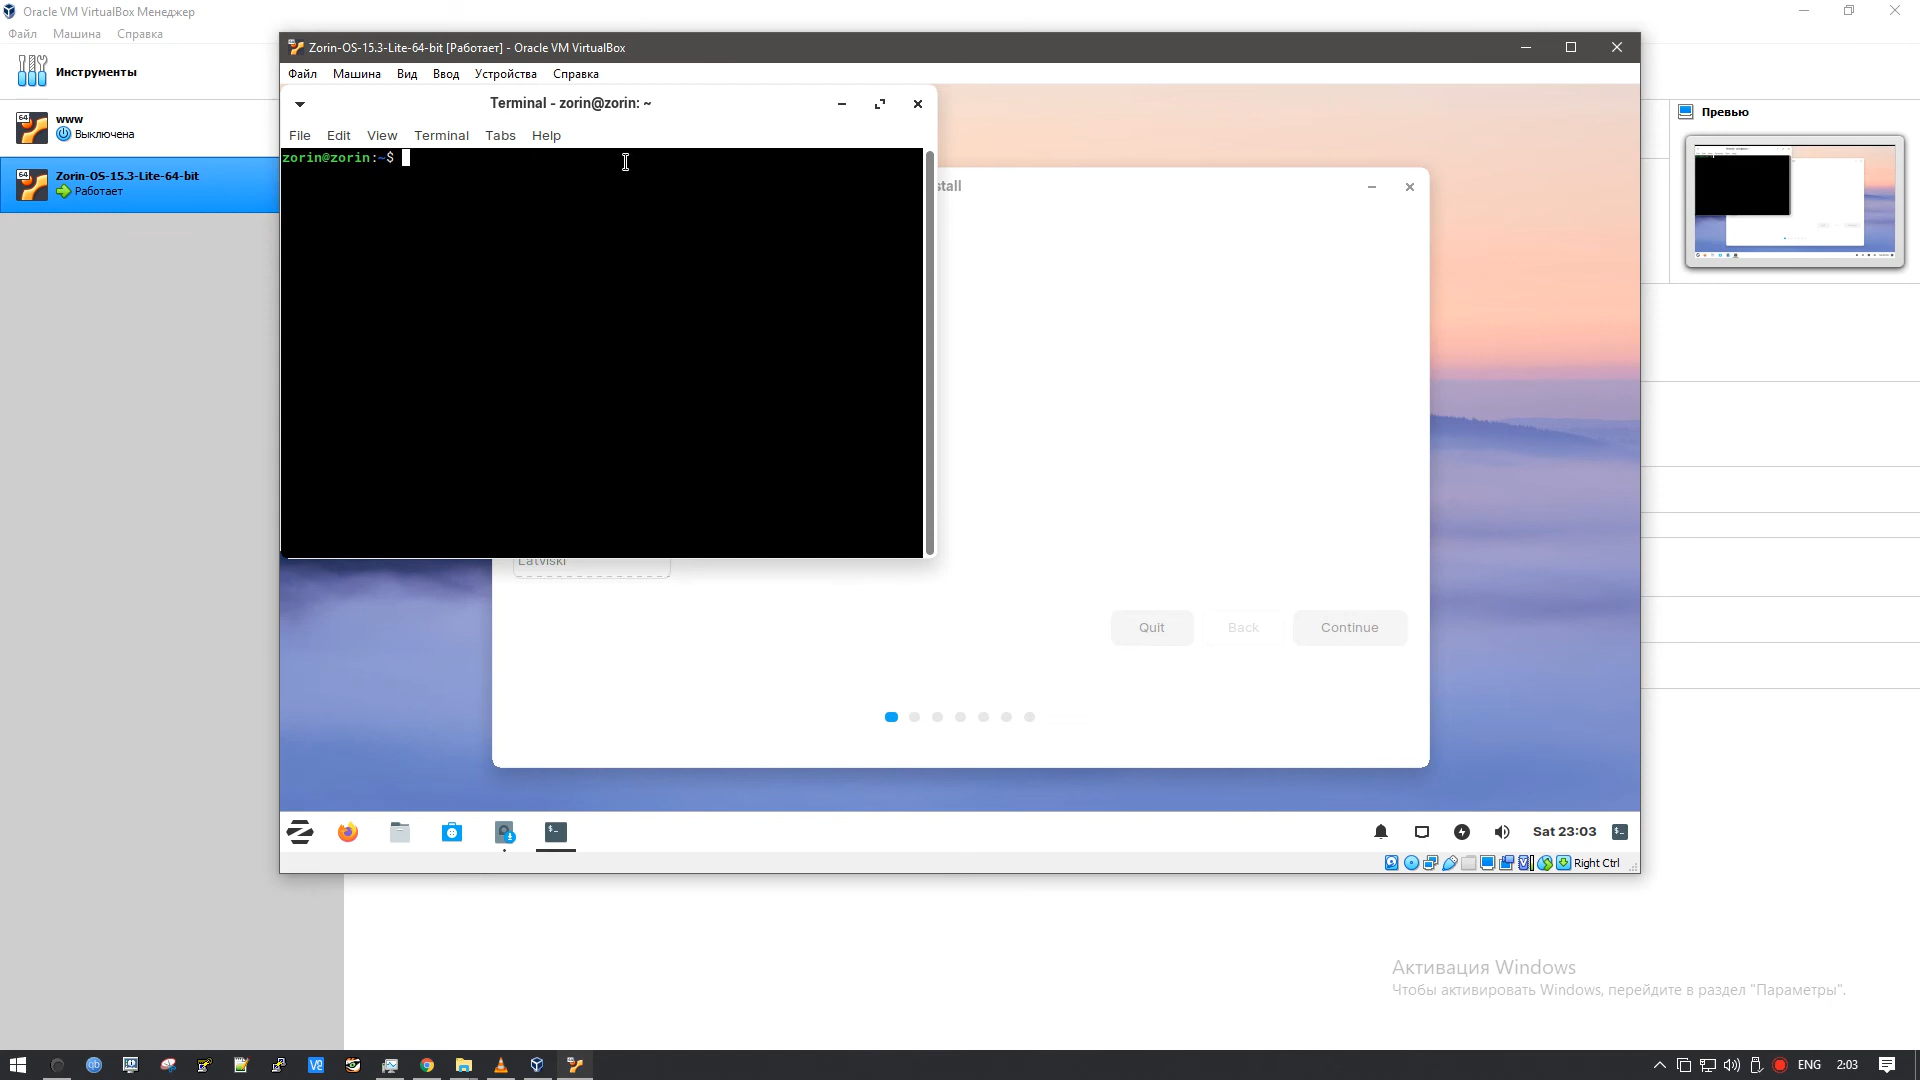 Oracle VM VirtualBox Менеджер
Файл Машина Справка
Инструменты
64
www
Выключена
64
Zorin-OS-15.3-Lite-64-bit
Работает
Превью
Zorin-OS-15.3-Lite-64-bit [Работает] - Oracle VM VirtualBox
Файл Машина Вид Ввод Устройства Справка
Terminal - zorin@zorin: ~
File Edit View Terminal Tabs Help
zorin@zorin:~$
stall
Latviski
Quit Back Continue
Sat 23:03
Right Ctrl
Активация Windows
Чтобы активировать Windows, перейдите в раздел "Параметры".
ENG 2:03